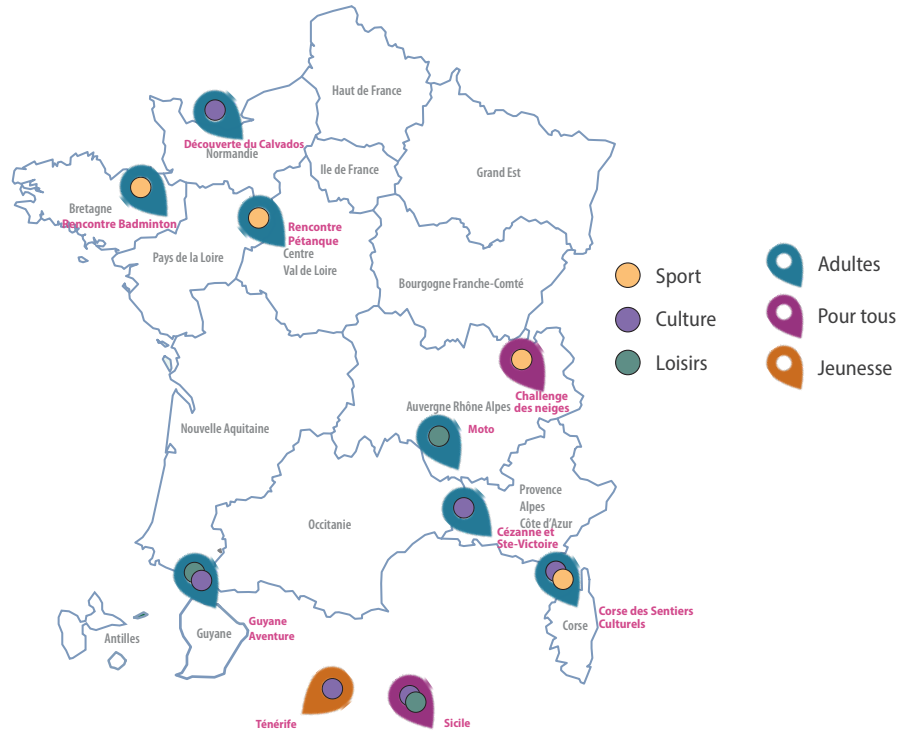 Haut de France
Découverte du Calvados
Normandie
Ile de France
Grand Est
Bretagne
Rencontre Badminton
Rencontre
Pétanque
Centre
Val de Loire
Pays de la Loire
Bourgogne Franche-Comté
Sport
Culture
Loisirs
Adultes
Pour tous
Jeunesse
Challenge
des neiges
Auvergne Rhône Alpes
Moto
Nouvelle Aquitaine
Provence
Alpes
Côte d'Azur
Occitanie
Cézanne et
Ste-Victoire
Corse des Sentiers
Culturels
Corse
Guyane
Aventure
Guyane
Antilles
Ténérife
Sicile